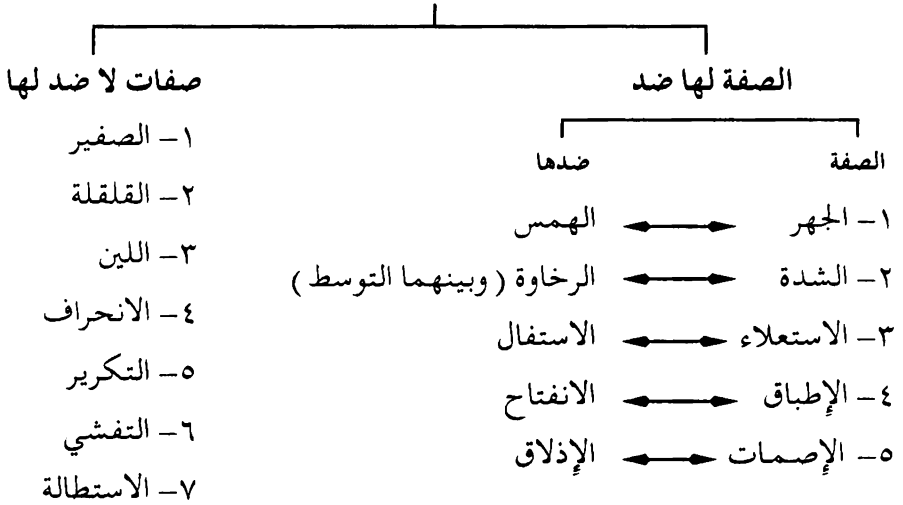 الصفة لها ضد
الصفة ضدها
١- الجهر الهمس
٢- الشدة الرخاوة (وبينهما التوسط)
٣- الاستعلاء الاستفال
٤- الإطباق الانفتاح
٥- الإصمات الإذلاق
صفات لا ضد لها
١- الصفير
٢- القلقلة
٣- اللين
٤- الانحراف
٥- التكرير
٦- التفشي
٧- الاستطالة